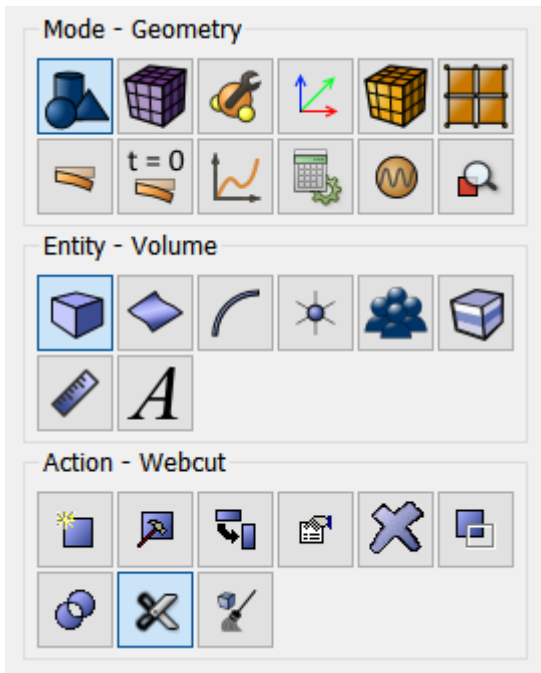 Mode - Geometry
t = 0
Entity - Volume
A
Action - Webcut